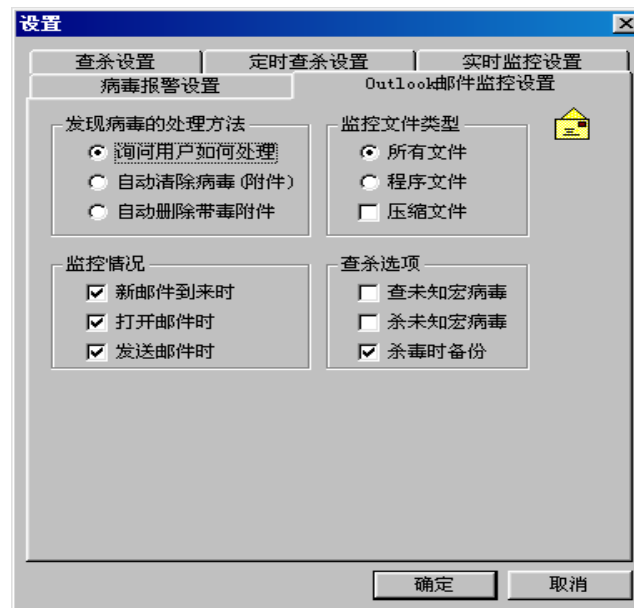 设置
查杀设置 定时查杀设置 实时监控设置
病毒报警设置 Outlook邮件监控设置
发现病毒的处理方法
询问用户如何处理
自动清除病毒(附件)
自动删除带毒附件
监控文件类型
所有文件
程序文件
压缩文件
监控情况
新邮件到来时
打开邮件时
发送邮件时
查杀选项
查未知宏病毒
杀未知宏病毒
杀毒时备份
确定 取消